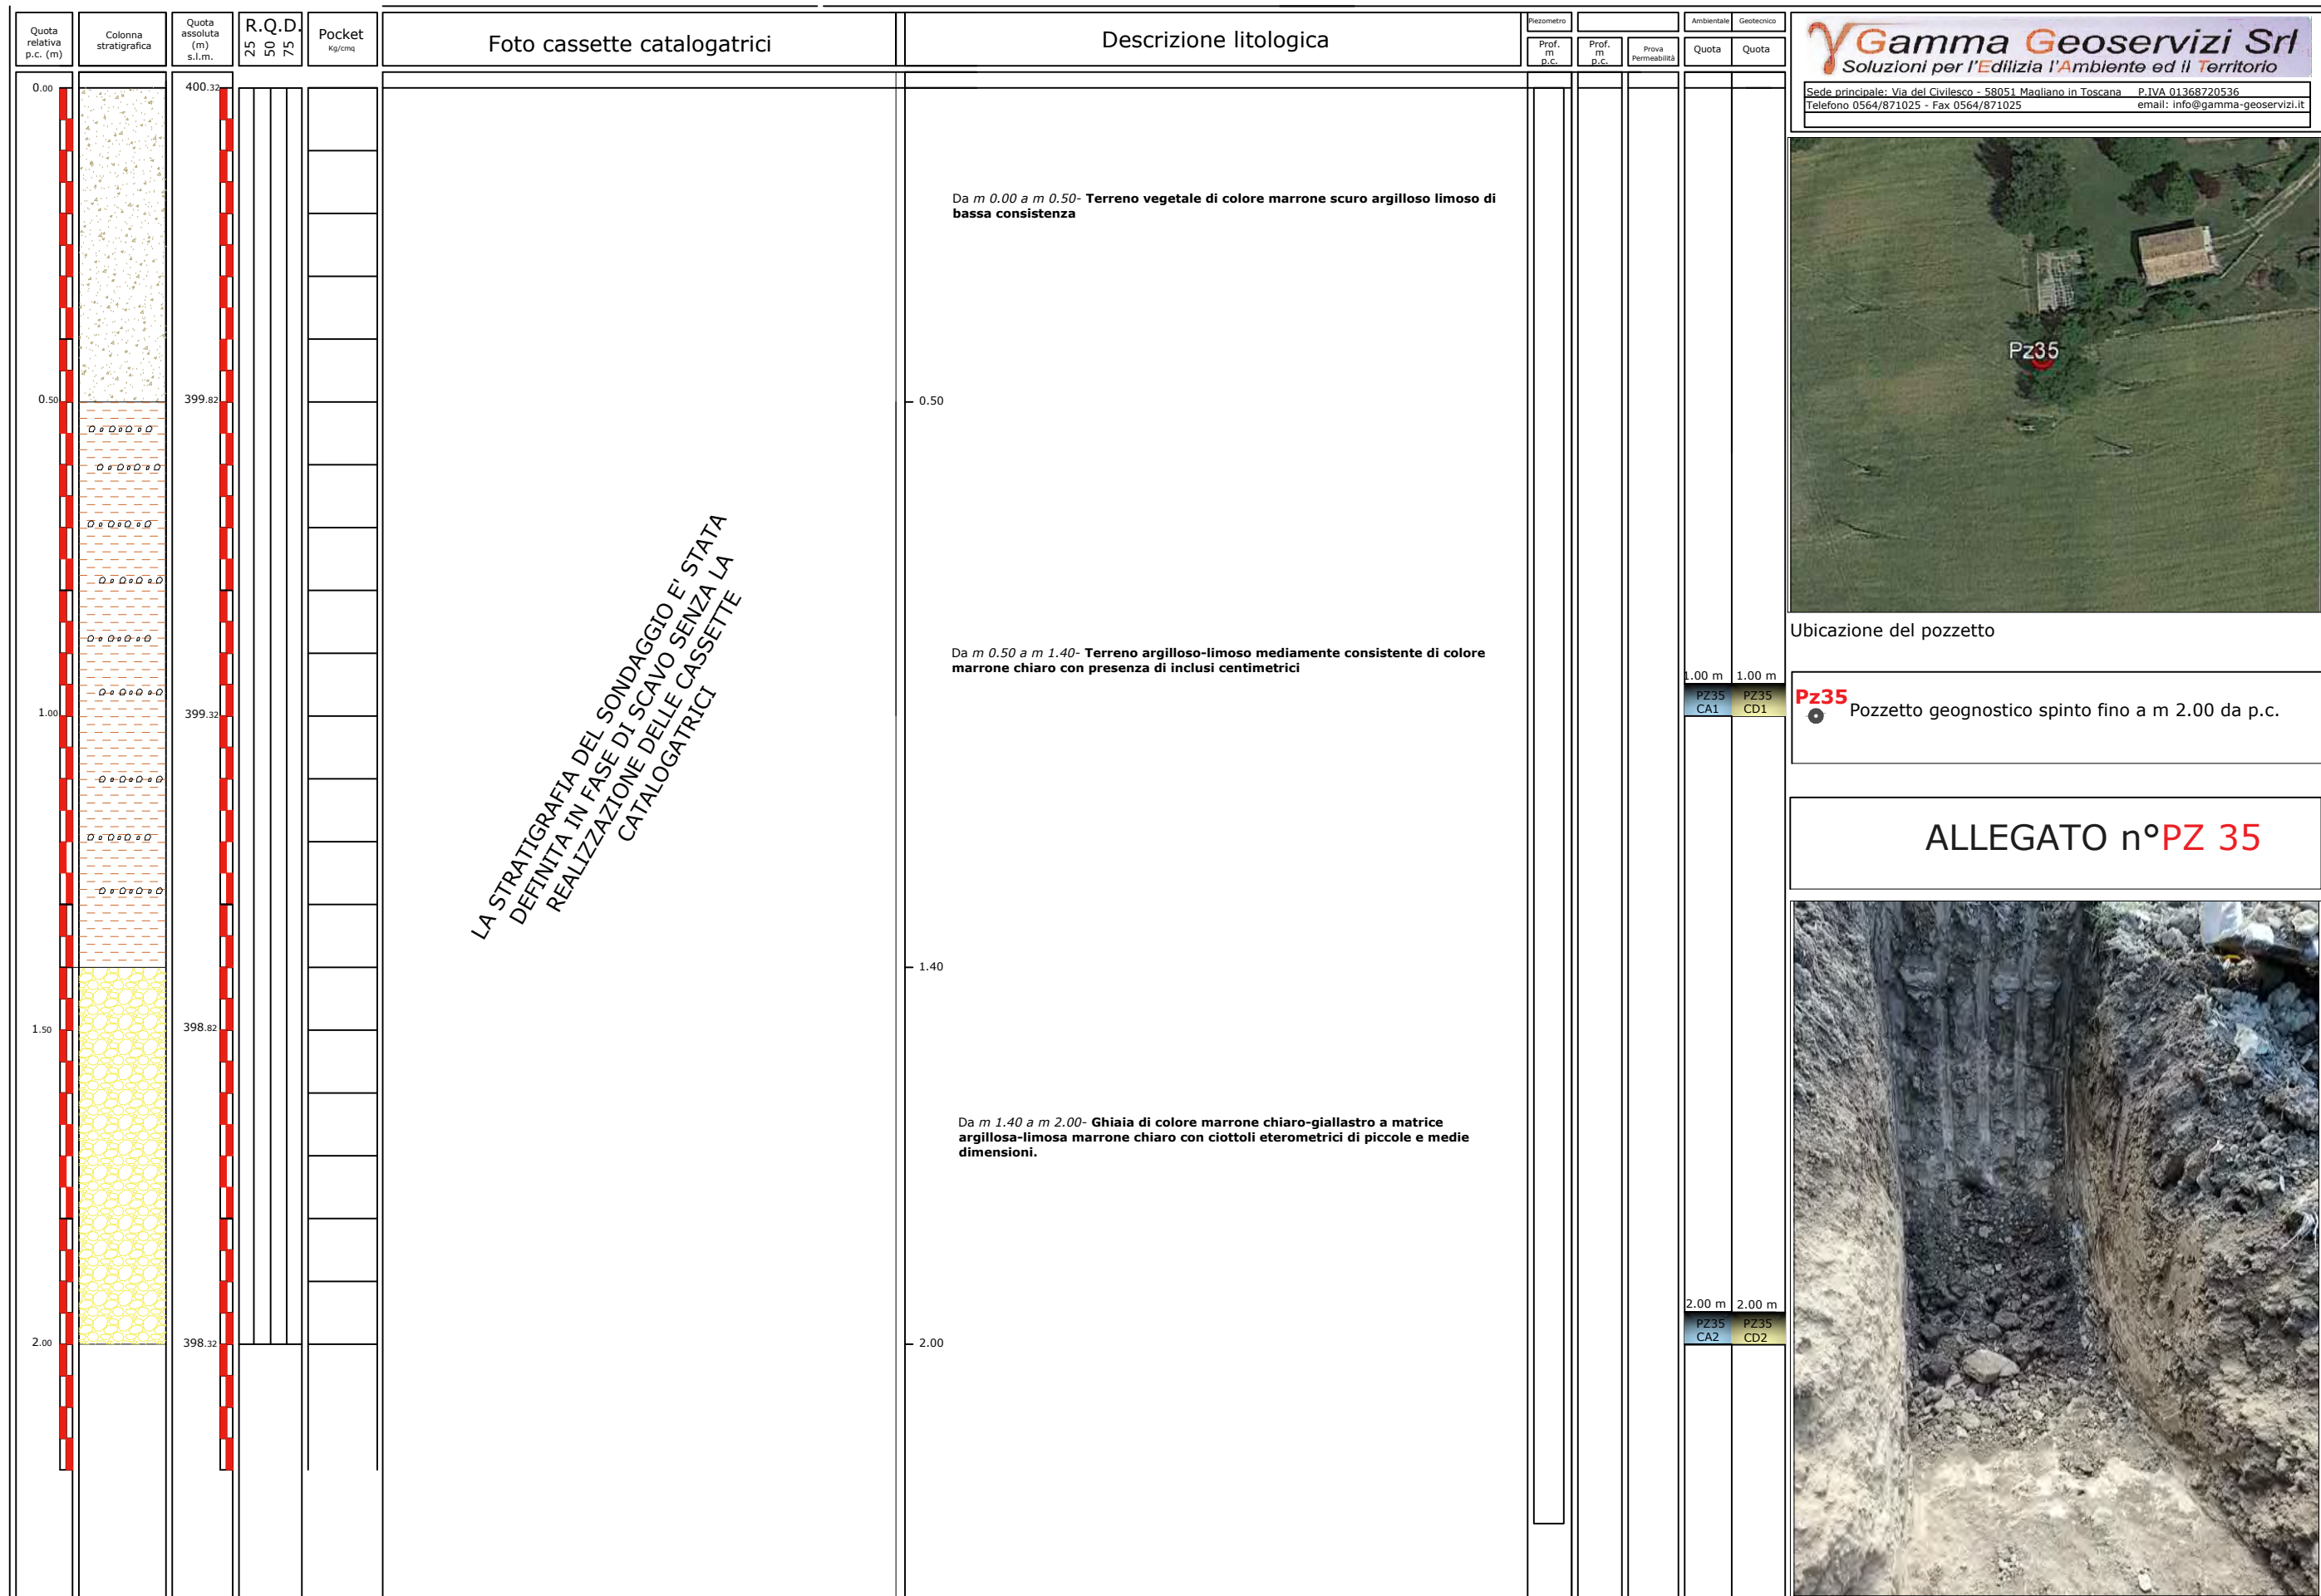 Quota
relativa
p.c. (m)
Colonna
stratigrafica
Quota
assoluta
(m)
s.l.m.
R.Q.D.
25
50
75
Pocket
Kg/cmq
Foto cassette catalogatrici
Descrizione litologica
Piezometro
Prof.
m
p.c.
Prof.
m
p.c.
Prova
Permeabilità
Ambientale
Quota
Geotecnico
Quota
γ Gamma Geoservizi Srl
Soluzioni per l'Edilizia l'Ambiente ed il Territorio
Sede principale: Via del Civilesco - 58051 Magliano in Toscana P.IVA 01368720536
Telefono 0564/871025 - Fax 0564/871025 email: info@gamma-geoservizi.it
0.00
0.50
1.00
1.50
2.00
400.32
399.82
399.32
398.82
398.32
LA STRATIGRAFIA DEL SONDAGGIO E' STATA
DEFINITA IN FASE DI SCAVO SENZA LA
REALIZZAZIONE DELLE CASSETTE
CATALOGATRICI
Da m 0.00 a m 0.50- Terreno vegetale di colore marrone scuro argilloso limoso di
bassa consistenza
0.50
Da m 0.50 a m 1.40- Terreno argilloso-limoso mediamente consistente di colore
marrone chiaro con presenza di inclusi centimetrici
1.40
Da m 1.40 a m 2.00- Ghiaia di colore marrone chiaro-giallastro a matrice
argillosa-limosa marrone chiaro con ciottoli eterometrici di piccole e medie
dimensioni.
2.00
1.00 m 1.00 m
PZ35 PZ35
CA1 CD1
2.00 m 2.00 m
PZ35 PZ35
CA2 CD2
Pz35
Ubicazione del pozzetto
Pz35
Pozzetto geognostico spinto fino a m 2.00 da p.c.
ALLEGATO n°PZ 35